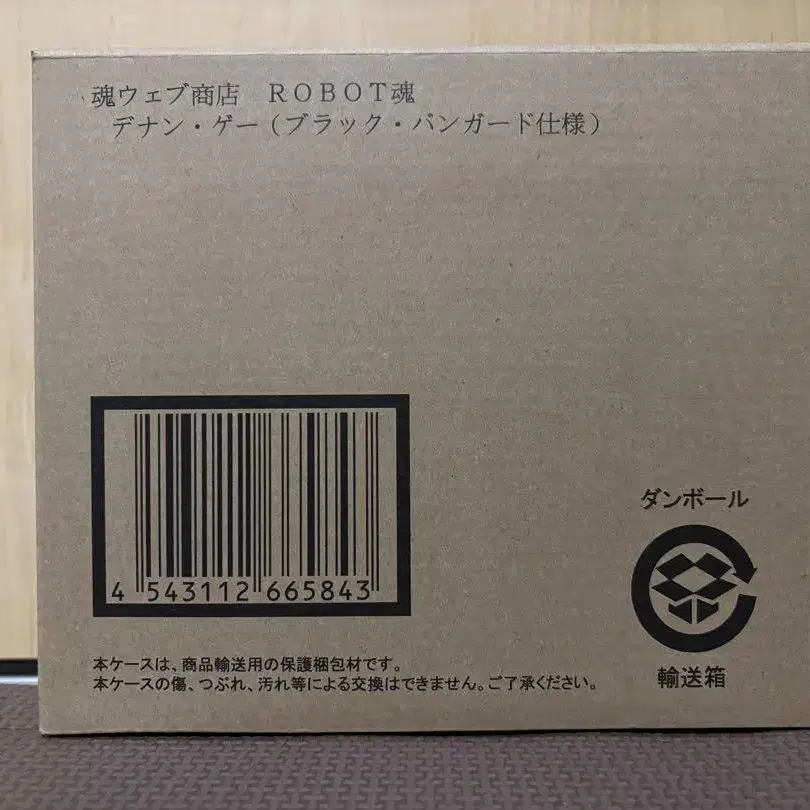 魂ウェブ商店　ＲＯＢＯＴ魂
デナン・ゲー（ブラック・バンガード仕様）
4 543112 665843
ダンボール
輸送箱
本ケースは、商品輸送用の保護梱包材です。
本ケースの傷、つぶれ、汚れ等による交換はできません。ご了承ください。